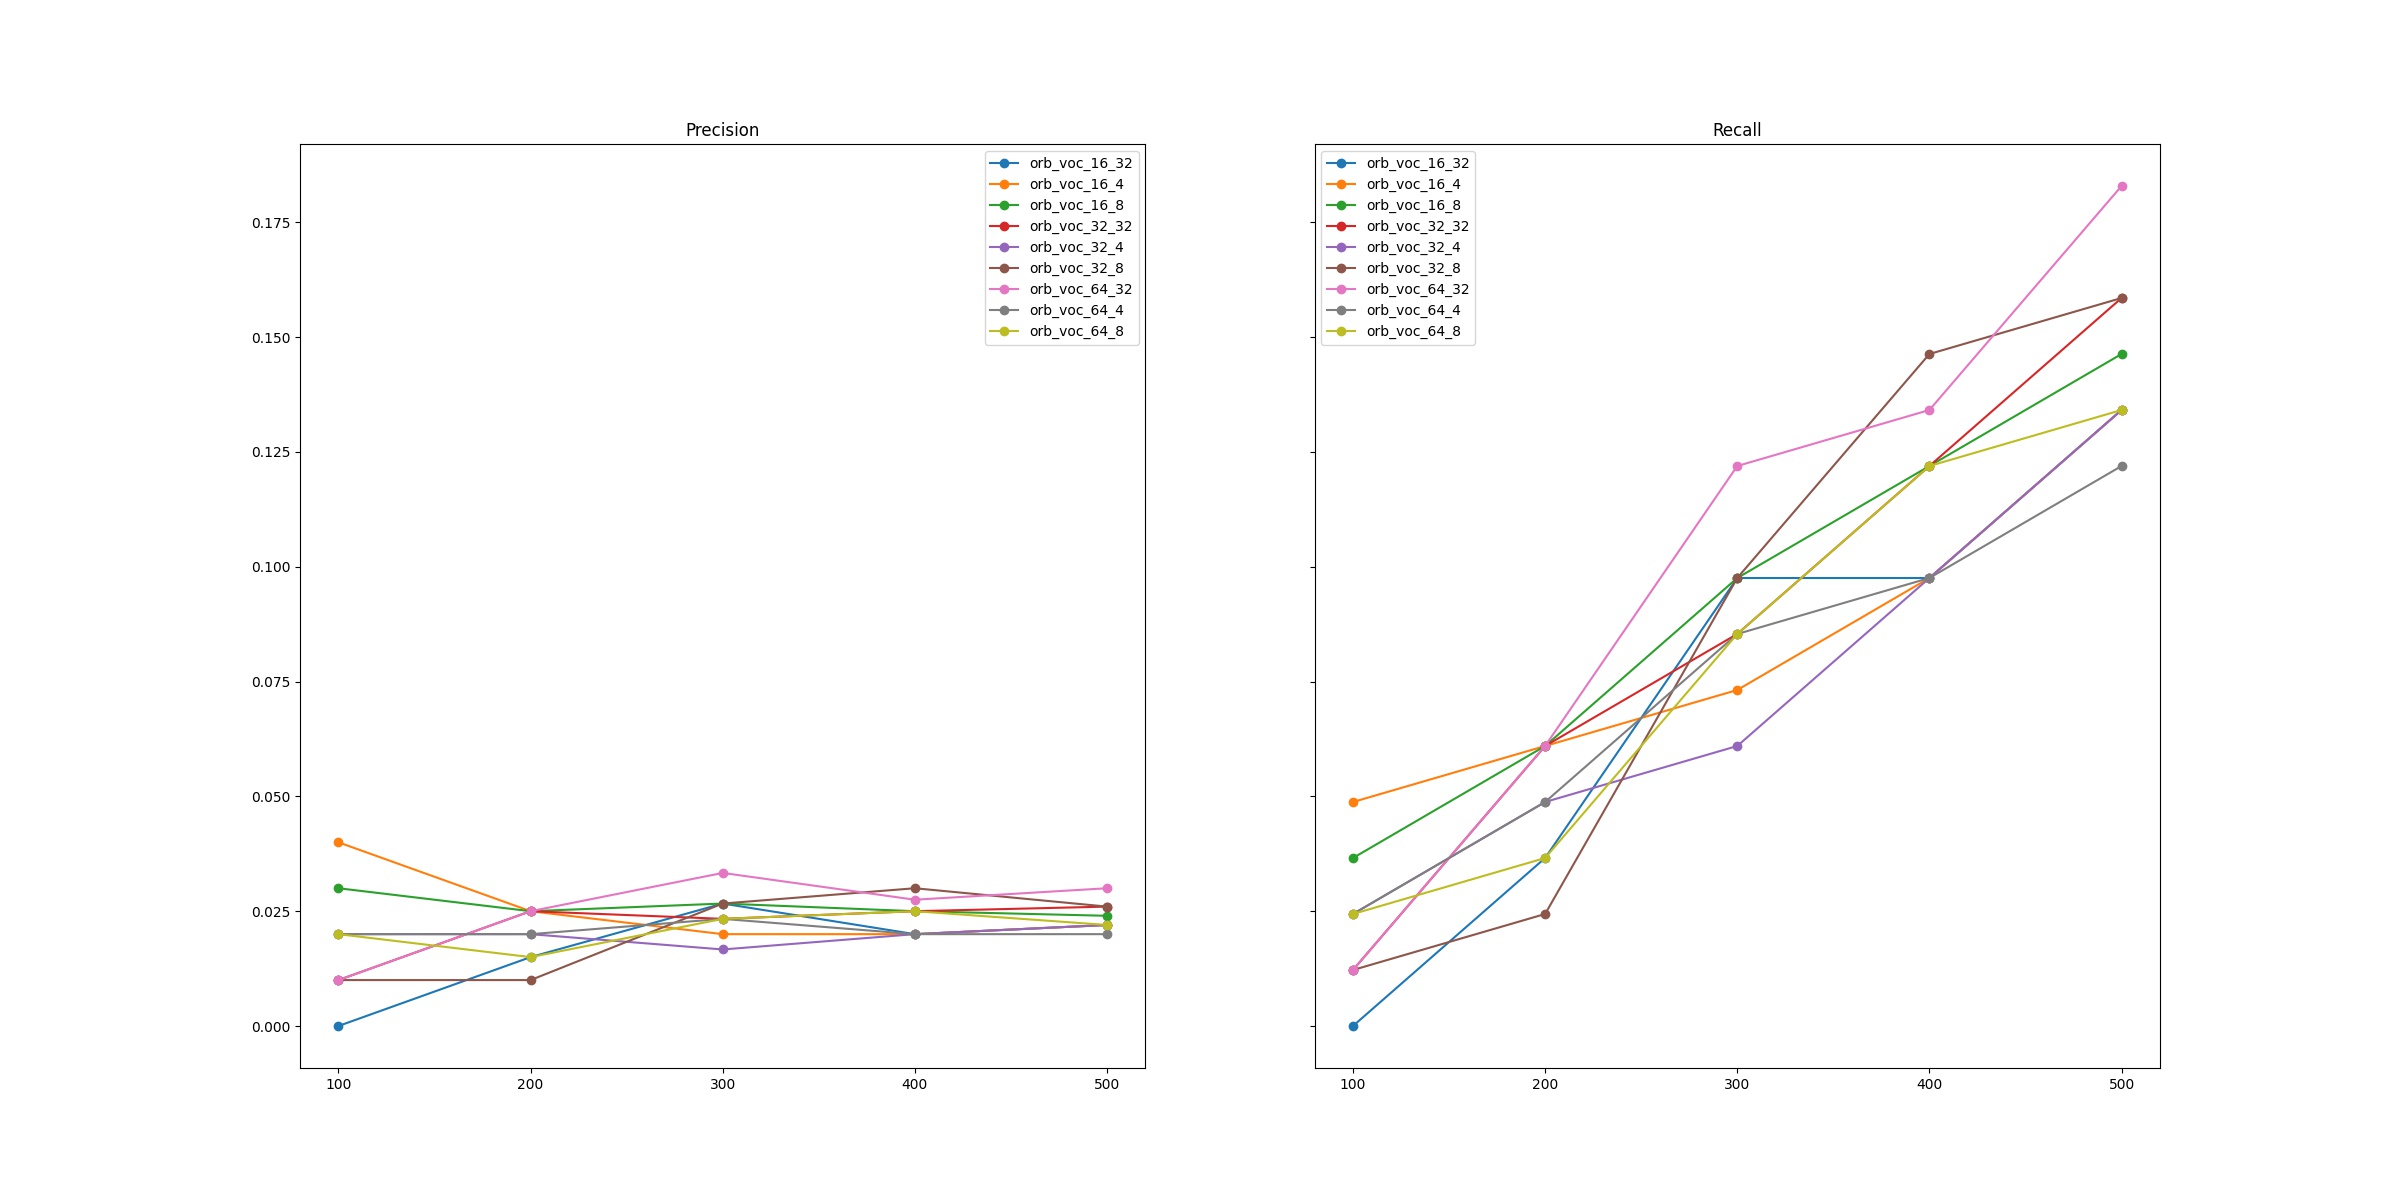 Precision
orb_voc_16_32
orb_voc_16_4
orb_voc_16_8
orb_voc_32_32
orb_voc_32_4
orb_voc_32_8
orb_voc_64_32
orb_voc_64_4
orb_voc_64_8
0.175
0.150
0.125
0.100
0.075
0.050
0.025
0.000
100 200 300 400 500
Recall
orb_voc_16_32
orb_voc_16_4
orb_voc_16_8
orb_voc_32_32
orb_voc_32_4
orb_voc_32_8
orb_voc_64_32
orb_voc_64_4
orb_voc_64_8
100 200 300 400 500